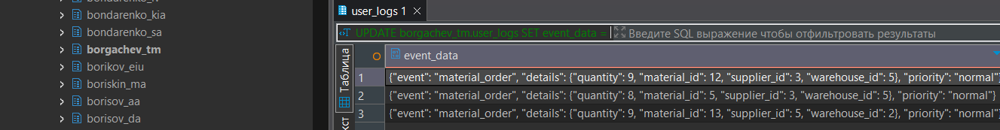 bondarenko_kia
bondarenko_sa
borgachev_tm
borikov_eiu
boriskin_ma
borisov_aa
borisov_da
user_logs 1
UPDATE borgachev_tm.user_logs SET event_data = Введите SQL выражение чтобы отфильтровать результаты
Таблица
event_data
1 {"event": "material_order", "details": {"quantity": 9, "material_id": 12, "supplier_id": 3, "warehouse_id": 5}, "priority": "normal"}
2 {"event": "material_order", "details": {"quantity": 8, "material_id": 5, "supplier_id": 3, "warehouse_id": 5}, "priority": "normal"}
3 {"event": "material_order", "details": {"quantity": 9, "material_id": 13, "supplier_id": 5, "warehouse_id": 2}, "priority": "normal"}